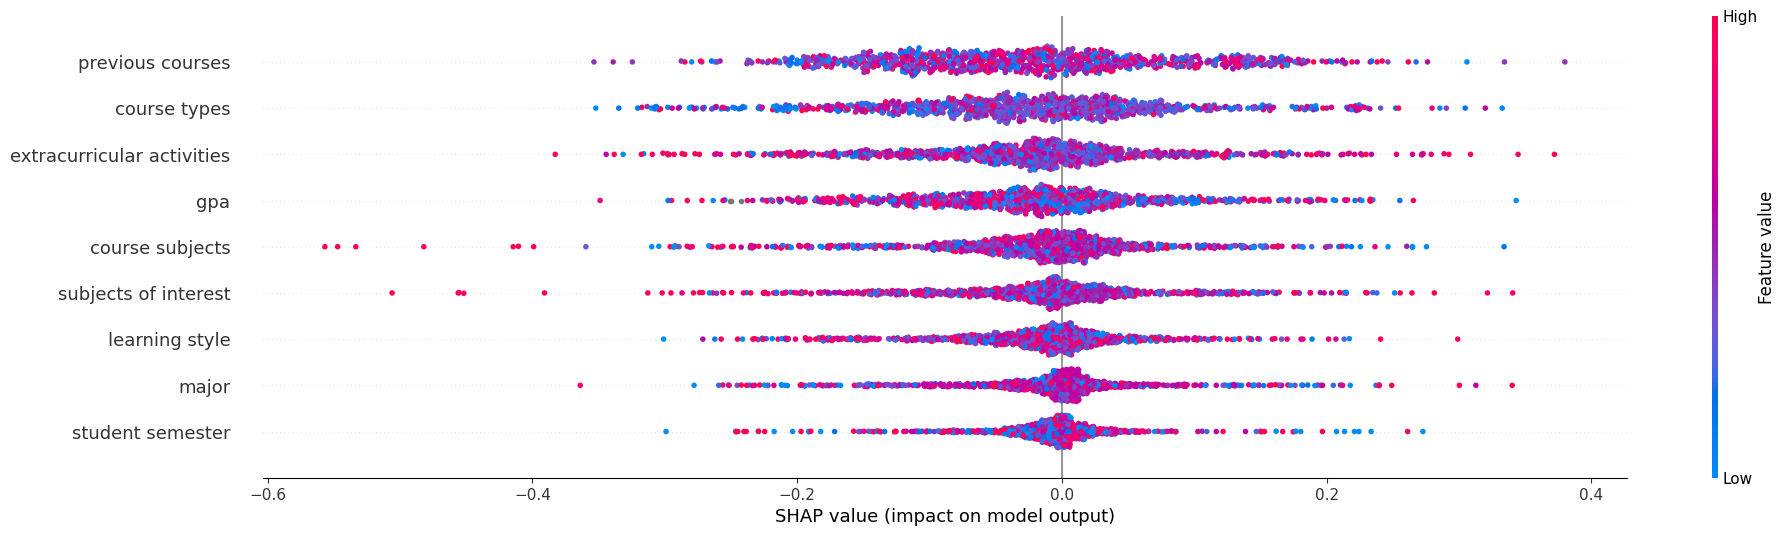 High
previous courses
course types
extracurricular activities
gpa
course subjects
subjects of interest
learning style
major
student semester
Feature value
Low
−0.6 −0.4 −0.2 0.0 0.2 0.4
SHAP value (impact on model output)